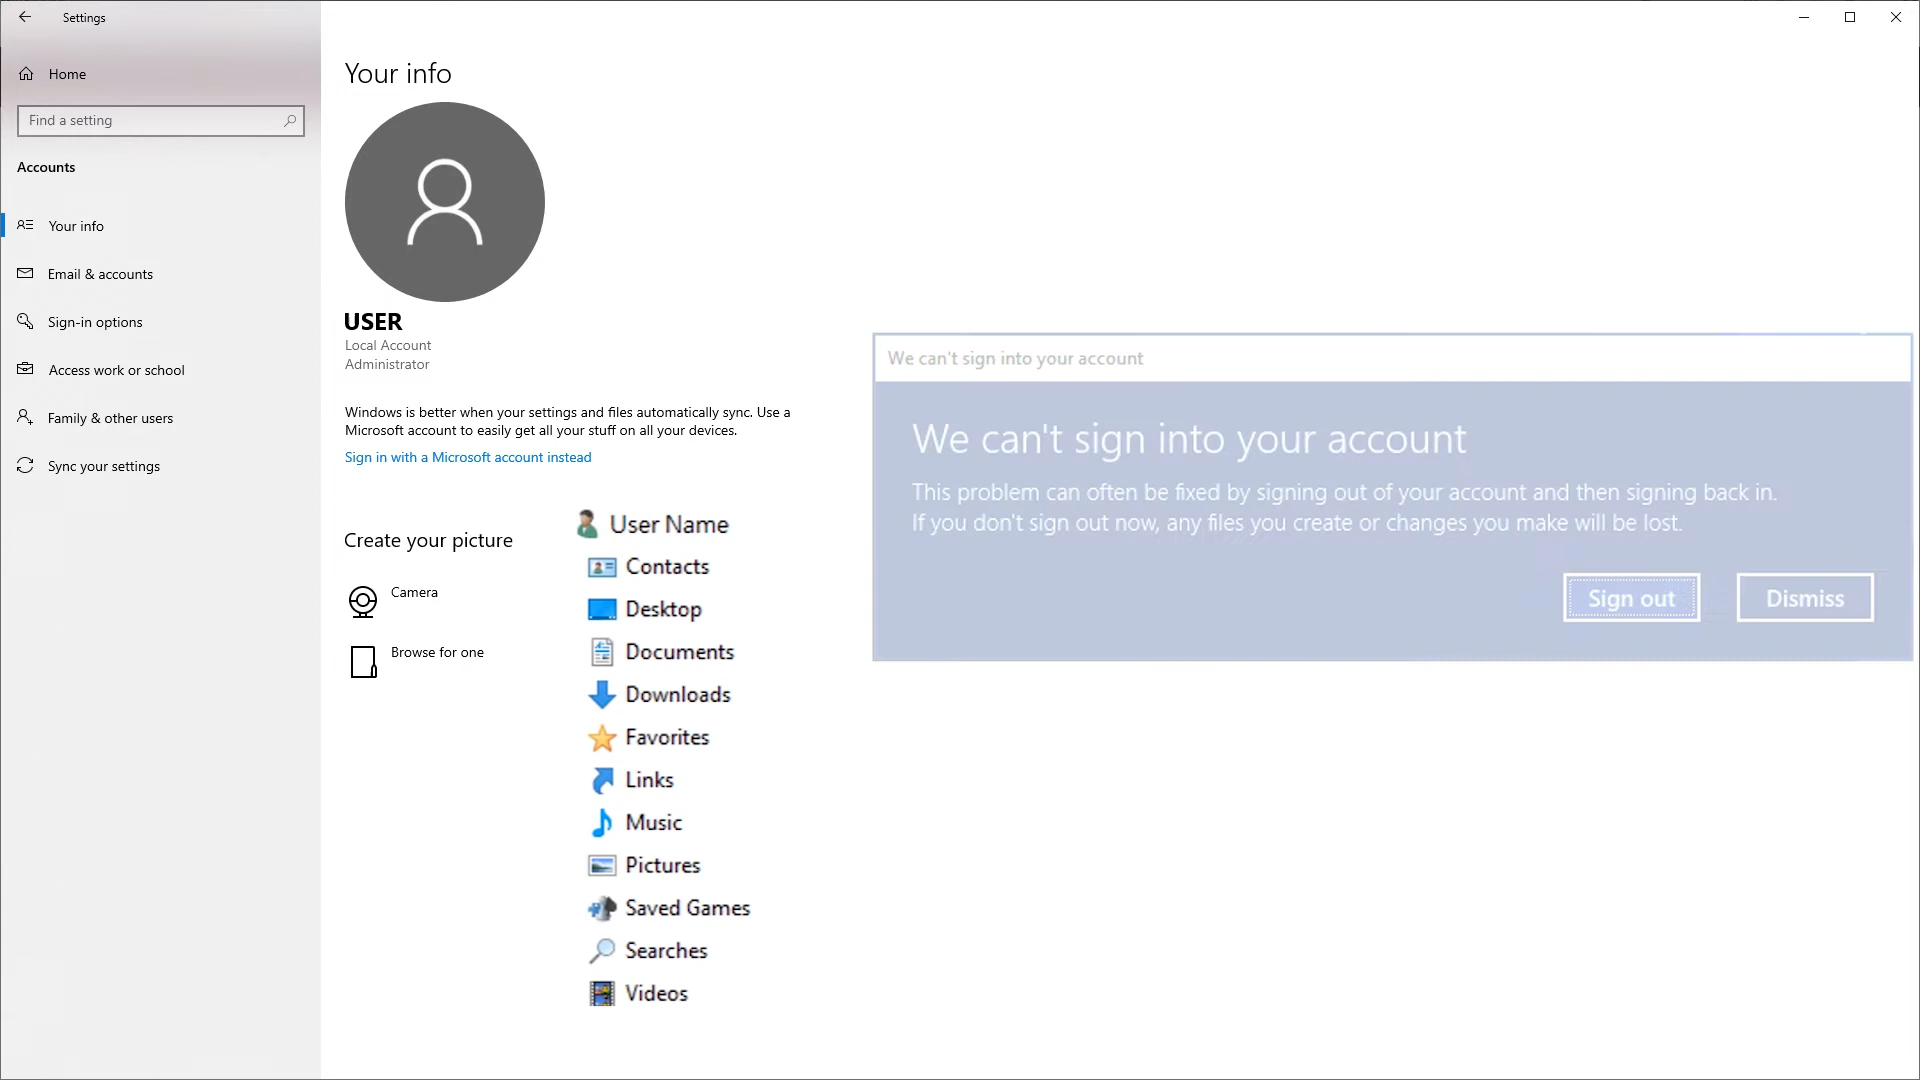 Settings
Home
Find a setting
Accounts
Your info
Email & accounts
Sign-in options
Access work or school
Family & other users
Sync your settings
Your info
USER
Local Account
Administrator
Windows is better when your settings and files automatically sync. Use a
Microsoft account to easily get all your stuff on all your devices.
Sign in with a Microsoft account instead
Create your picture
Camera
Browse for one
User Name
Contacts
Desktop
Documents
Downloads
Favorites
Links
Music
Pictures
Saved Games
Searches
Videos
We can't sign into your account
We can't sign into your account
This problem can often be fixed by signing out of your account and then signing back in.
If you don't sign out now, any files you create or changes you make will be lost.
Sign out
Dismiss